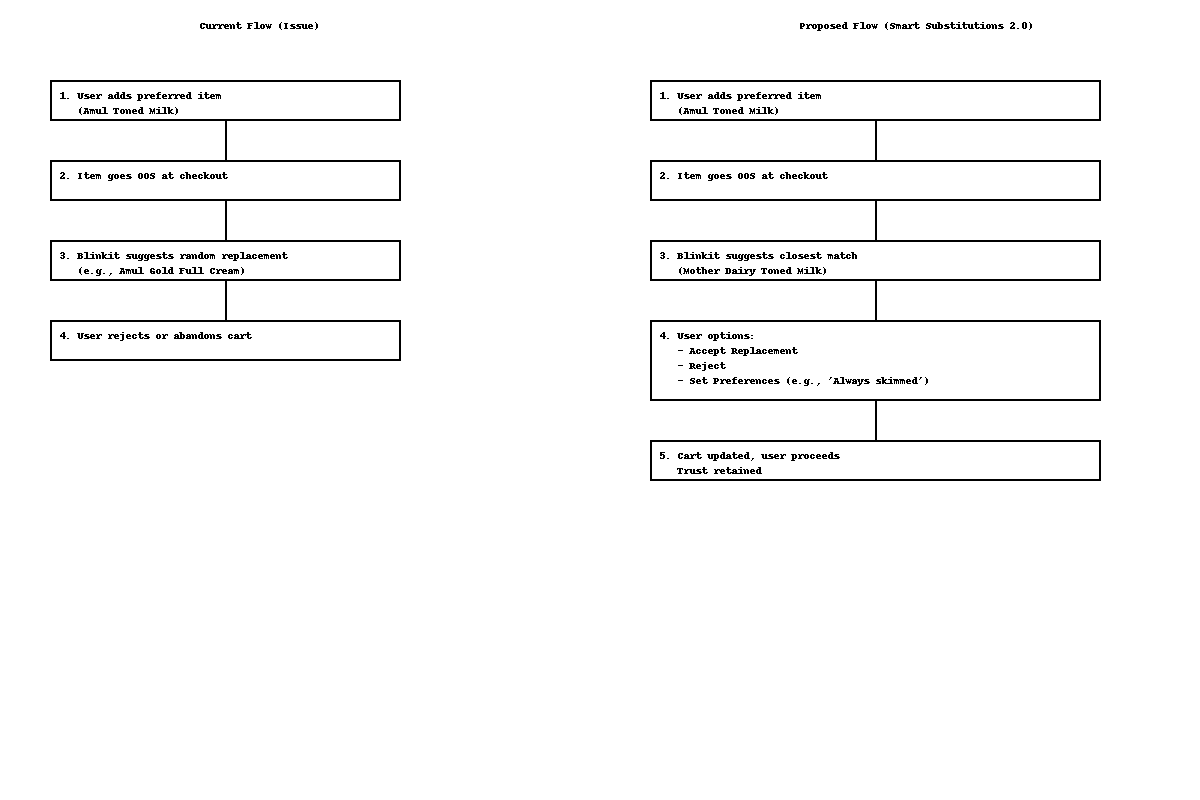 Current Flow (Issue)
1. User adds preferred item
(Amul Toned Milk)
2. Item goes OOS at checkout
3. Blinkit suggests random replacement
(e.g., Amul Gold Full Cream)
4. User rejects or abandons cart
Proposed Flow (Smart Substitutions 2.0)
1. User adds preferred item
(Amul Toned Milk)
2. Item goes OOS at checkout
3. Blinkit suggests closest match
(Mother Dairy Toned Milk)
4. User options:
- Accept Replacement
- Reject
- Set Preferences (e.g., 'Always skimmed')
5. Cart updated, user proceeds
Trust retained